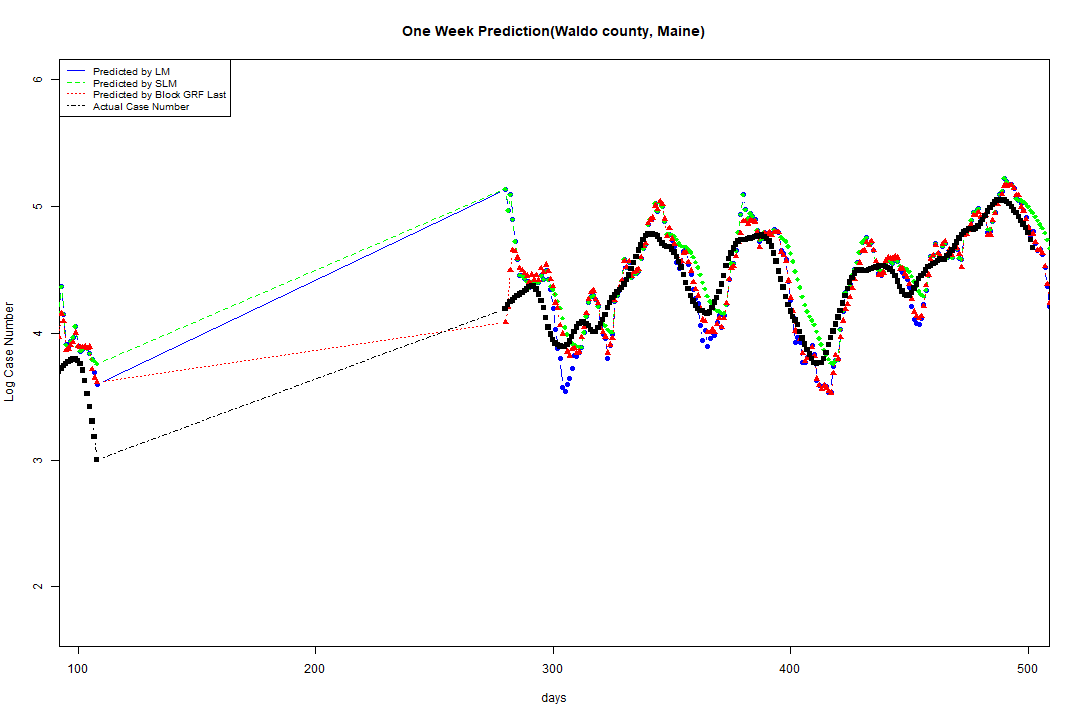 One Week Prediction(Waldo county, Maine)
Predicted by LM
Predicted by SLM
Predicted by Block GRF Last
Actual Case Number
6
5
4
3
2
Log Case Number
100
200
300
400
500
days